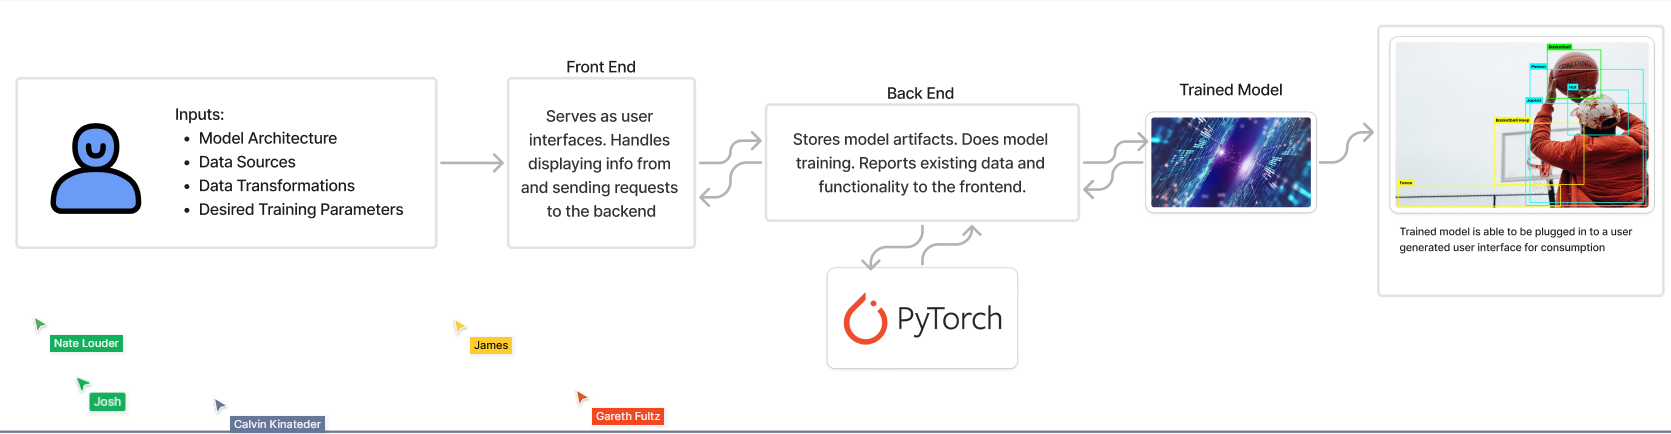 Inputs:
• Model Architecture
• Data Sources
• Data Transformations
• Desired Training Parameters
Front End
Serves as user
interfaces. Handles
displaying info from
and sending requests
to the backend
Back End
Stores model artifacts. Does model
training. Reports existing data and
functionality to the frontend.
PyTorch
Trained Model
Basketball
SPALDING
Person
Hat
Jacket
Basketball Hoop
Fence
Trained model is able to be plugged in to a user
generated user interface for consumption
Nate Louder
James
Josh
Gareth Fultz
Calvin Kinateder